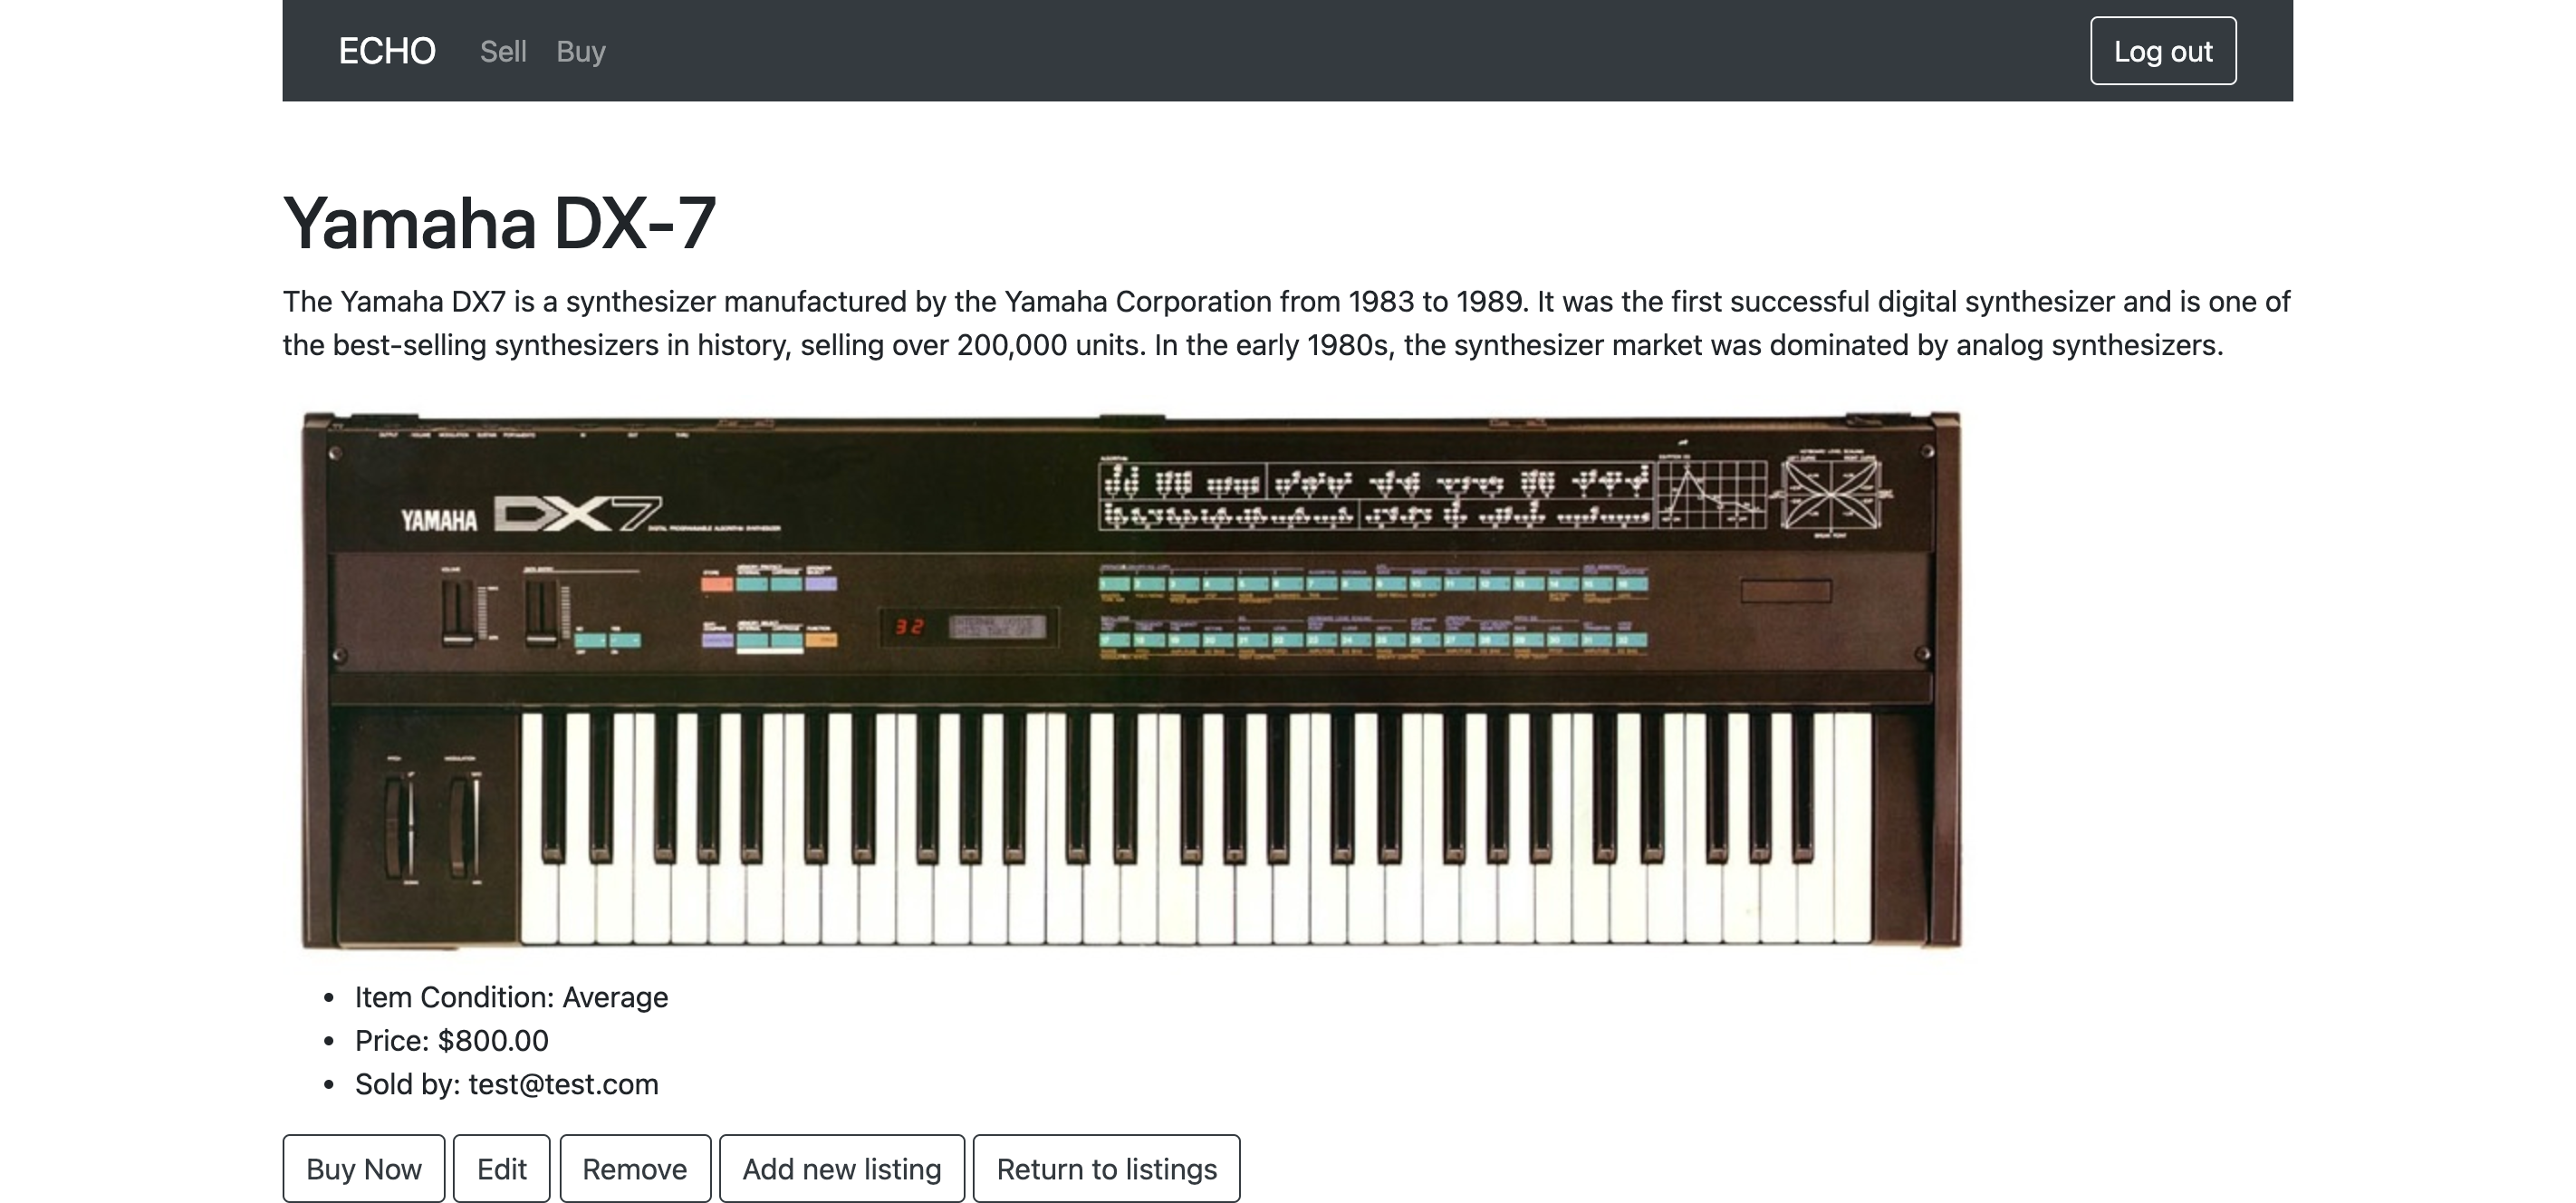 ECHO Sell Buy Log out
Yamaha DX-7
The Yamaha DX7 is a synthesizer manufactured by the Yamaha Corporation from 1983 to 1989. It was the first successful digital synthesizer and is one of
the best-selling synthesizers in history, selling over 200,000 units. In the early 1980s, the synthesizer market was dominated by analog synthesizers.
YAMAHA DX7 DIGITAL PROGRAMMABLE ALGORITHM SYNTHESIZER
32
Item Condition: Average
Price: $800.00
Sold by: test@test.com
Buy Now Edit Remove Add new listing Return to listings